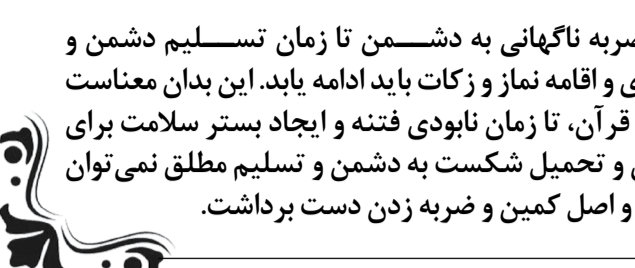 ضربه ناگهانی به دشمن تا زمان تسلیم دشمن و
و اقامه نماز و زکات باید ادامه یابد. این بدان معناست
قرآن، تا زمان نابودی فتنه و ایجاد بستر سلامت برای
و تحمیل شکست به دشمن و تسلیم مطلق نمی‌توان
و اصل کمین و ضربه زدن دست برداشت.